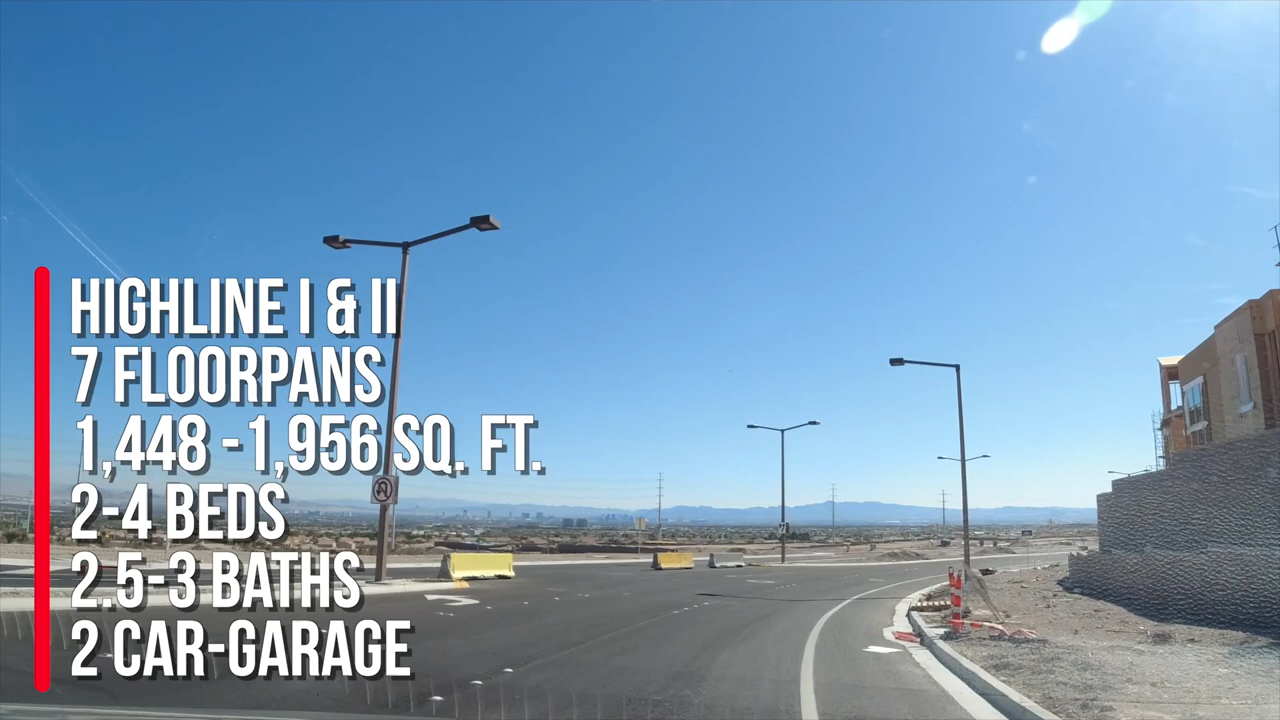 HIGHLINE I & II
7 FLOORPANS
1,448 -1,956 SQ. FT.
2-4 BEDS
2.5-3 BATHS
2 CAR-GARAGE